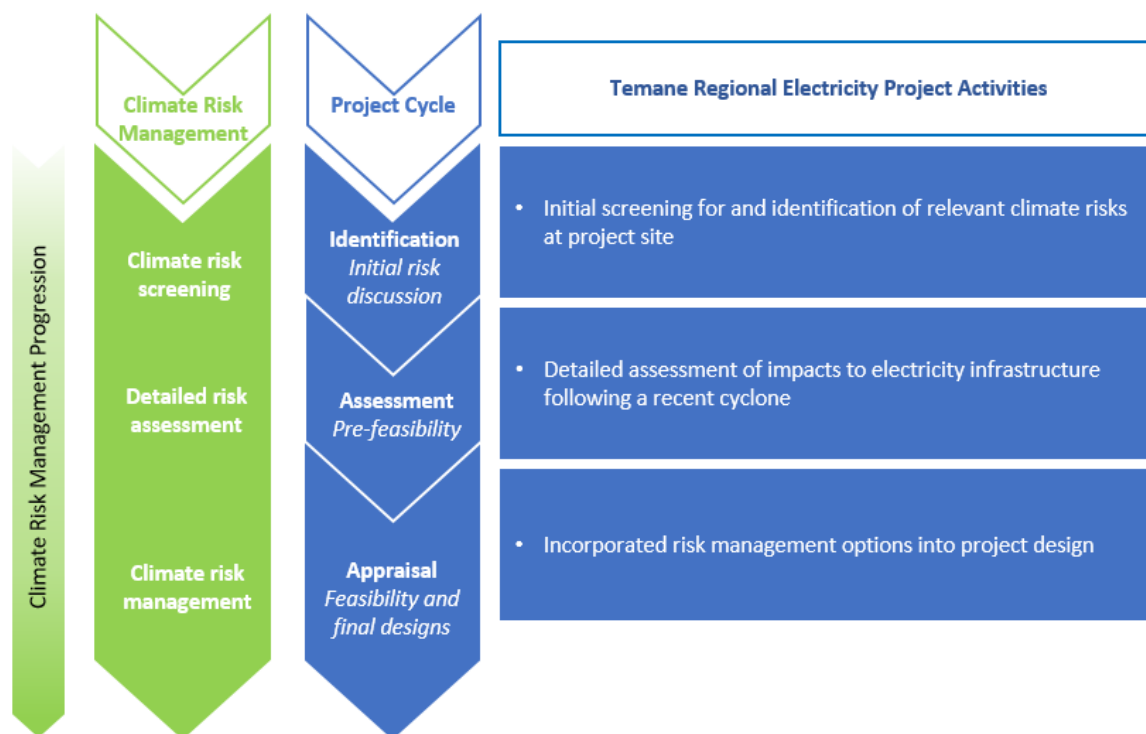 Climate Risk
Management
Project Cycle
Temane Regional Electricity Project Activities
Climate Risk Management Progression
Climate risk
screening
Identification
Initial risk
discussion
• Initial screening for and identification of relevant climate risks
at project site
Detailed risk
assessment
Assessment
Pre-feasibility
• Detailed assessment of impacts to electricity infrastructure
following a recent cyclone
Climate risk
management
Appraisal
Feasibility and
final designs
• Incorporated risk management options into project design